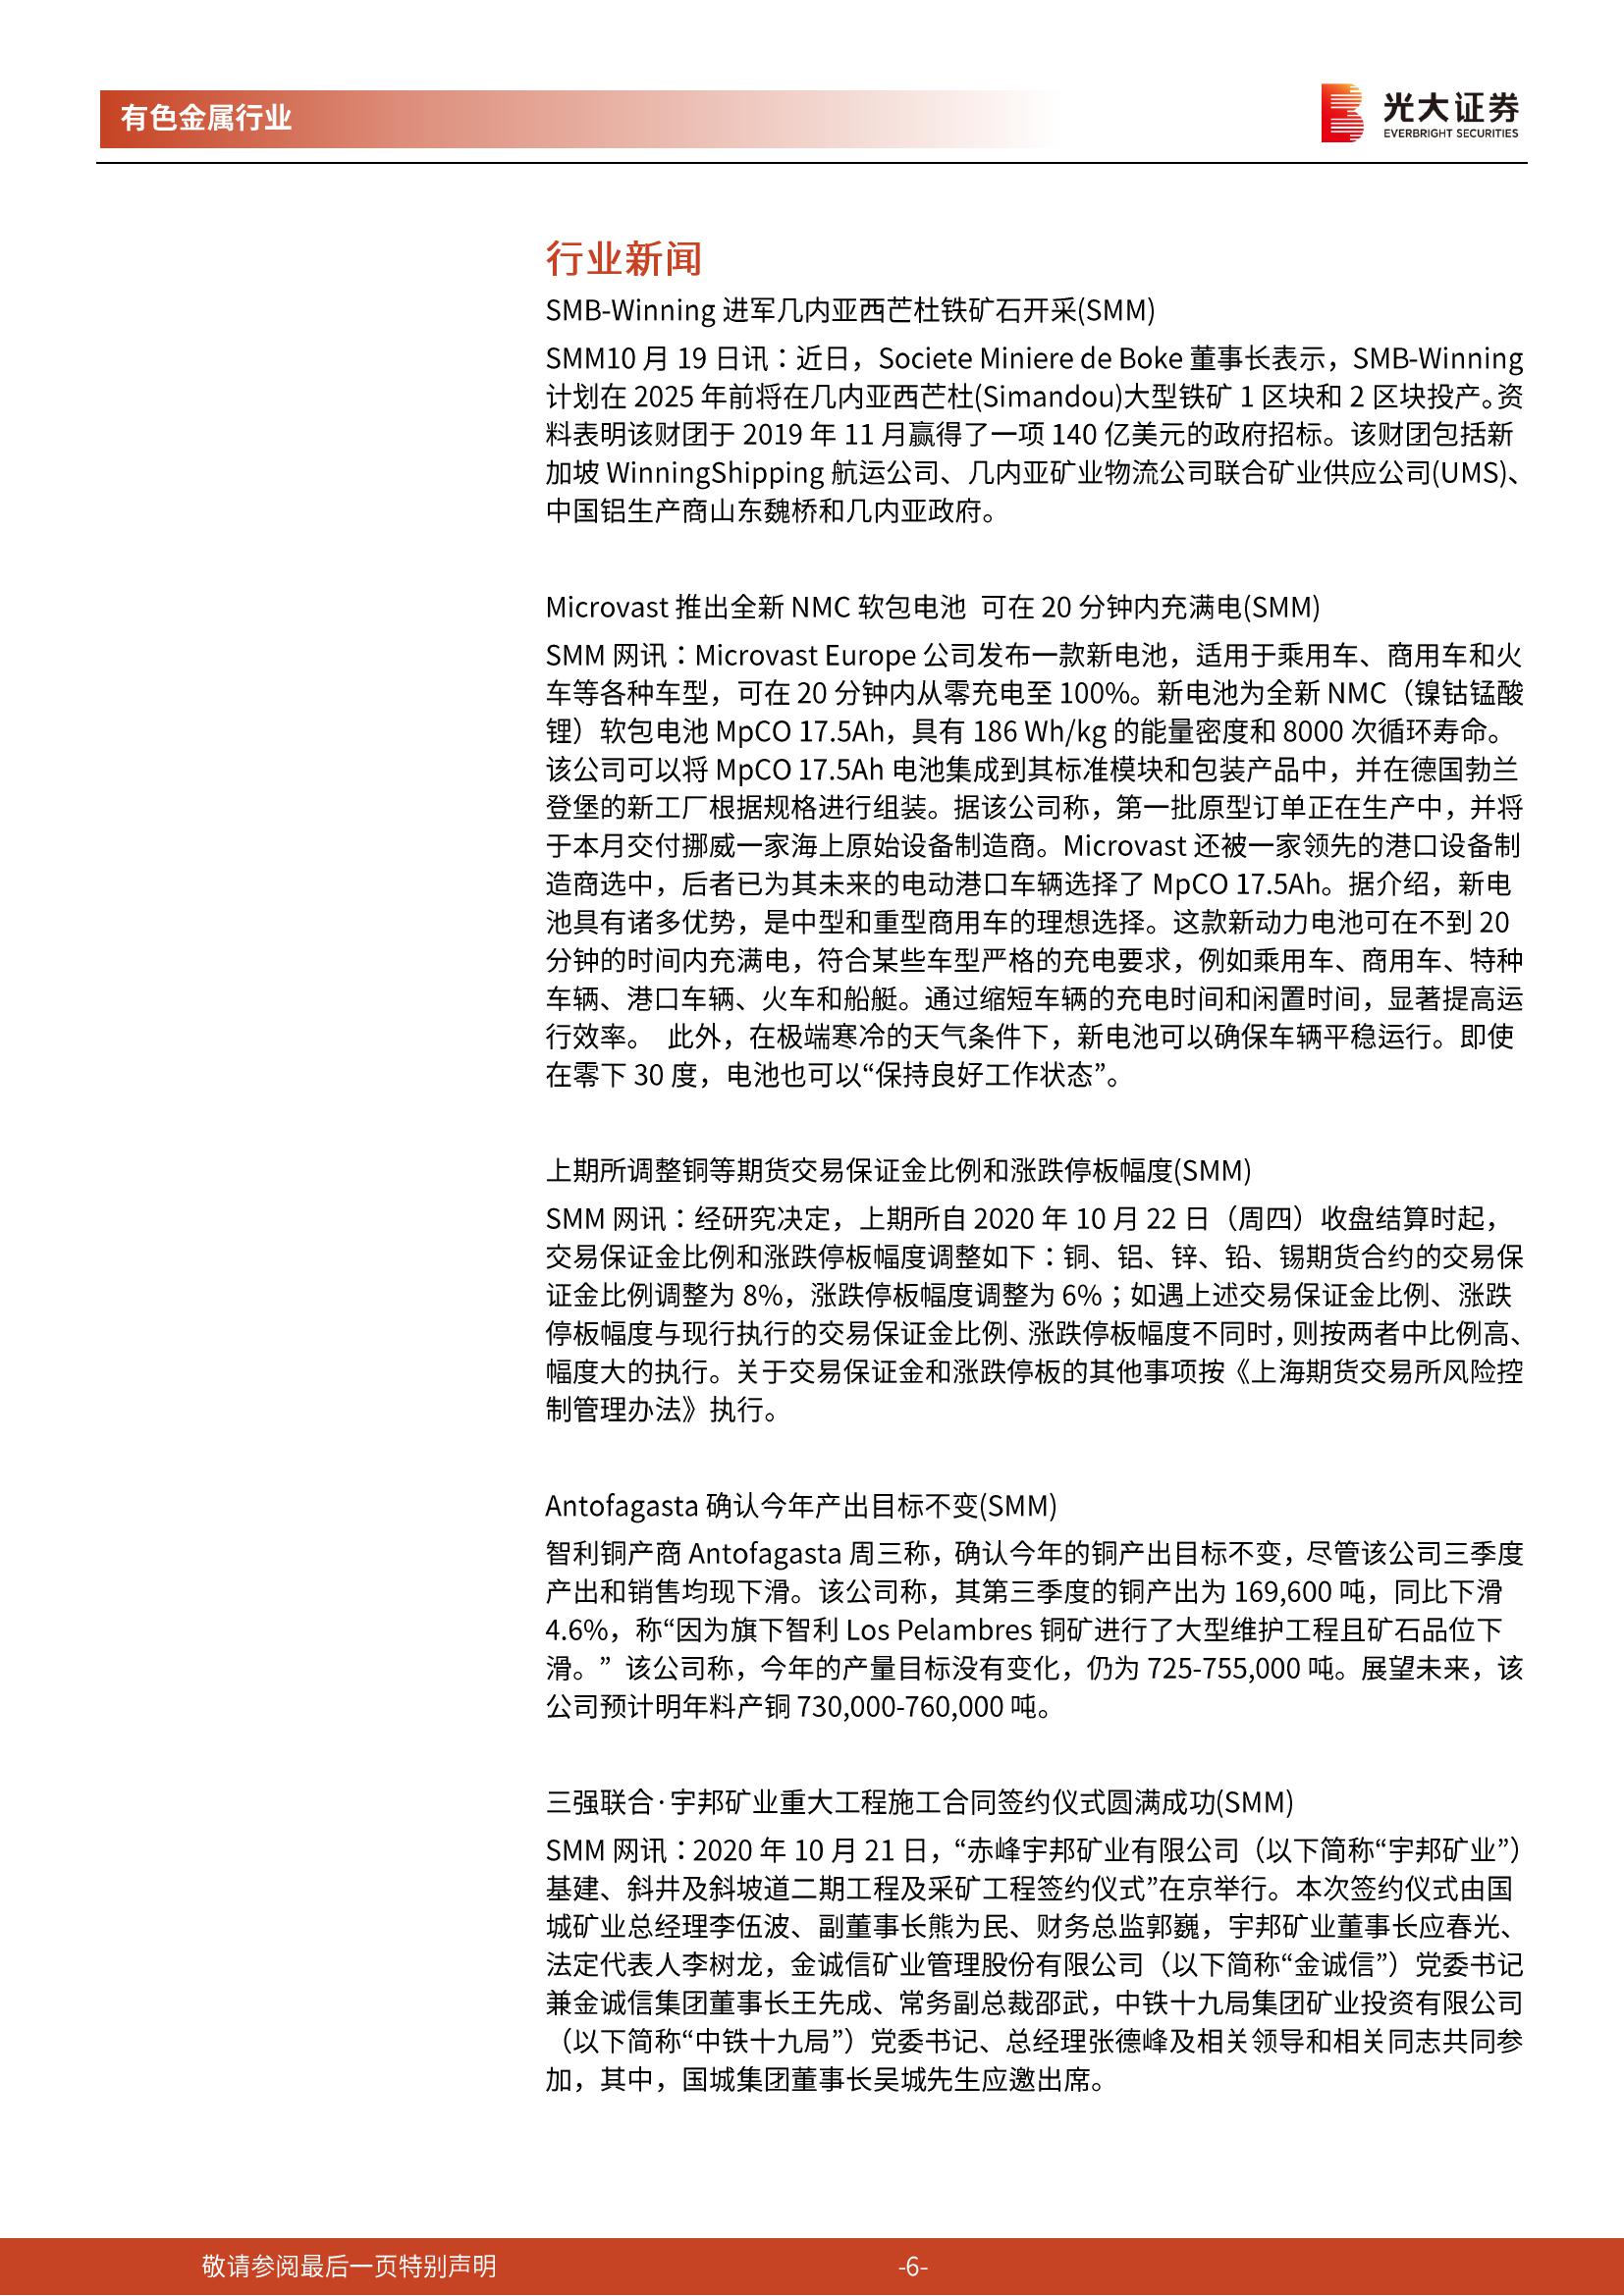 有色金属行业
光大证券
EVERBRIGHT SECURITIES
行业新闻
SMB-Winning 进军几内亚西芒杜铁矿石开采(SMM)
SMM10 月 19 日讯：近日，Societe Miniere de Boke 董事长表示，SMB-Winning
计划在 2025 年前将在几内亚西芒杜(Simandou)大型铁矿 1 区块和 2 区块投产。资
料表明该财团于 2019 年 11 月赢得了一项 140 亿美元的政府招标。该财团包括新
加坡 WinningShipping 航运公司、几内亚矿业物流公司联合矿业供应公司(UMS)、
中国铝生产商山东魏桥和几内亚政府。
Microvast 推出全新 NMC 软包电池 可在 20 分钟内充满电(SMM)
SMM 网讯：Microvast Europe 公司发布一款新电池，适用于乘用车、商用车和火
车等各种车型，可在 20 分钟内从零充电至 100%。新电池为全新 NMC（镍钴锰酸
锂）软包电池 MpCO 17.5Ah，具有 186 Wh/kg 的能量密度和 8000 次循环寿命。
该公司可以将 MpCO 17.5Ah 电池集成到其标准模块和包装产品中，并在德国勃兰
登堡的新工厂根据规格进行组装。据该公司称，第一批原型订单正在生产中，并将
于本月交付挪威一家海上原始设备制造商。Microvast 还被一家领先的港口设备制
造商选中，后者已为其未来的电动港口车辆选择了 MpCO 17.5Ah。据介绍，新电
池具有诸多优势，是中型和重型商用车的理想选择。这款新动力电池可在不到 20
分钟的时间内充满电，符合某些车型严格的充电要求，例如乘用车、商用车、特种
车辆、港口车辆、火车和船艇。通过缩短车辆的充电时间和闲置时间，显著提高运
行效率。 此外，在极端寒冷的天气条件下，新电池可以确保车辆平稳运行。即使
在零下 30 度，电池也可以“保持良好工作状态”。
上期所调整铜等期货交易保证金比例和涨跌停板幅度(SMM)
SMM 网讯：经研究决定，上期所自 2020 年 10 月 22 日（周四）收盘结算时起，
交易保证金比例和涨跌停板幅度调整如下：铜、铝、锌、铅、锡期货合约的交易保
证金比例调整为 8%，涨跌停板幅度调整为 6%；如遇上述交易保证金比例、涨跌
停板幅度与现行执行的交易保证金比例、涨跌停板幅度不同时，则按两者中比例高、
幅度大的执行。关于交易保证金和涨跌停板的其他事项按《上海期货交易所风险控
制管理办法》执行。
Antofagasta 确认今年产出目标不变(SMM)
智利铜产商 Antofagasta 周三称，确认今年的铜产出目标不变，尽管该公司三季度
产出和销售均现下滑。该公司称，其第三季度的铜产出为 169,600 吨，同比下滑
4.6%，称“因为旗下智利 Los Pelambres 铜矿进行了大型维护工程且矿石品位下
滑。” 该公司称，今年的产量目标没有变化，仍为 725-755,000 吨。展望未来，该
公司预计明年料产铜 730,000-760,000 吨。
三强联合·宇邦矿业重大工程施工合同签约仪式圆满成功(SMM)
SMM 网讯：2020 年 10 月 21 日，“赤峰宇邦矿业有限公司（以下简称“宇邦矿业”）
基建、斜井及斜坡道二期工程及采矿工程签约仪式”在京举行。本次签约仪式由国
城矿业总经理李伍波、副董事长熊为民、财务总监郭巍，宇邦矿业董事长应春光、
法定代表人李树龙，金诚信矿业管理股份有限公司（以下简称“金诚信”）党委书记
兼金诚信集团董事长王先成、常务副总裁邵武，中铁十九局集团矿业投资有限公司
（以下简称“中铁十九局”）党委书记、总经理张德峰及相关领导和相关同志共同参
加，其中，国城集团董事长吴城先生应邀出席。
敬请参阅最后一页特别声明
-6-